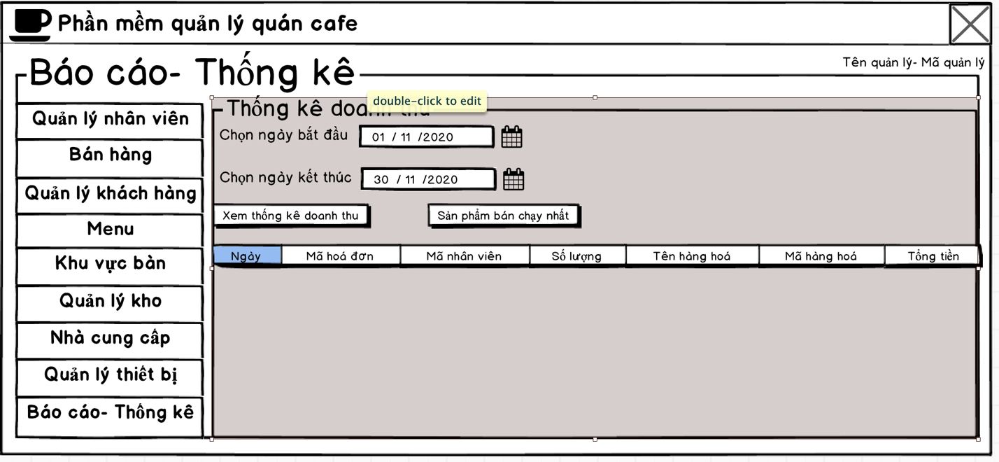 Phần mềm quản lý quán cafe
Tên quản lý- Mã quản lý
Báo cáo- Thống kê
Quản lý nhân viên
Bán hàng
Quản lý khách hàng
Menu
Khu vực bàn
Quản lý kho
Nhà cung cấp
Quản lý thiết bị
Báo cáo- Thống kê
Thống kê doanh thu
double-click to edit
Chọn ngày bắt đầu 01 / 11 /2020
Chọn ngày kết thúc 30 / 11 /2020
Xem thống kê doanh thu Sản phẩm bán chạy nhất
Ngày Mã hoá đơn Mã nhân viên Số lượng Tên hàng hoá Mã hàng hoá Tổng tiền